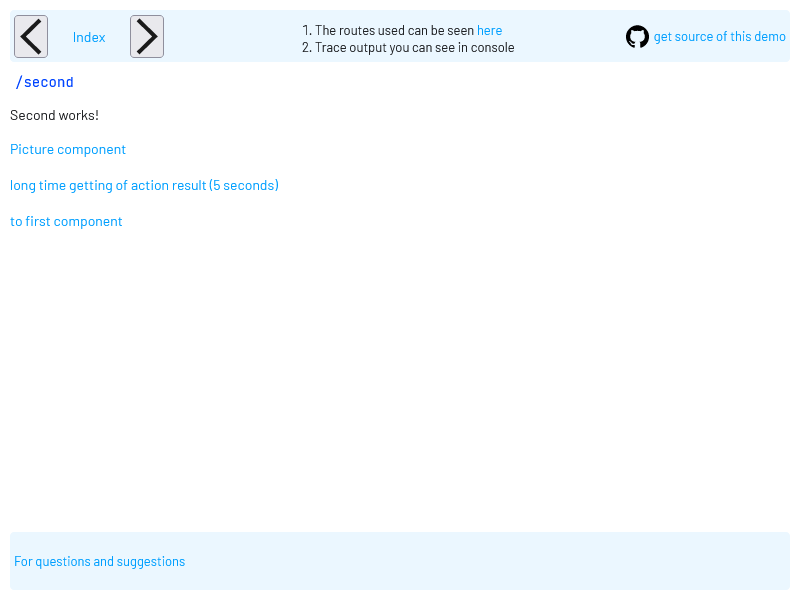 Index
1. The routes used can be seen here
2. Trace output you can see in console
get source of this demo
/second
Second works!
Picture component
long time getting of action result (5 seconds)
to first component
For questions and suggestions